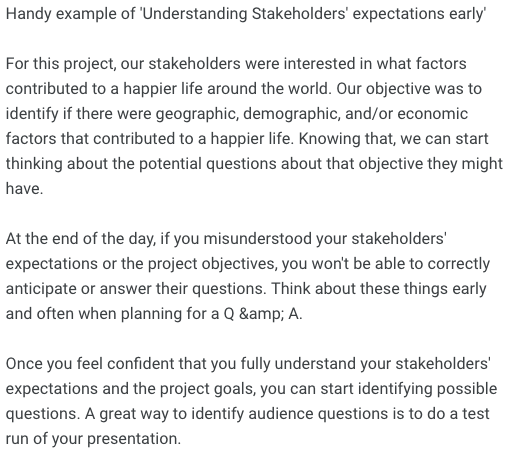 Handy example of 'Understanding Stakeholders' expectations early'
For this project, our stakeholders were interested in what factors
contributed to a happier life around the world. Our objective was to
identify if there were geographic, demographic, and/or economic
factors that contributed to a happier life. Knowing that, we can start
thinking about the potential questions about that objective they might
have.
At the end of the day, if you misunderstood your stakeholders'
expectations or the project objectives, you won't be able to correctly
anticipate or answer their questions. Think about these things early
and often when planning for a Q &amp; A.
Once you feel confident that you fully understand your stakeholders'
expectations and the project goals, you can start identifying possible
questions. A great way to identify audience questions is to do a test
run of your presentation.